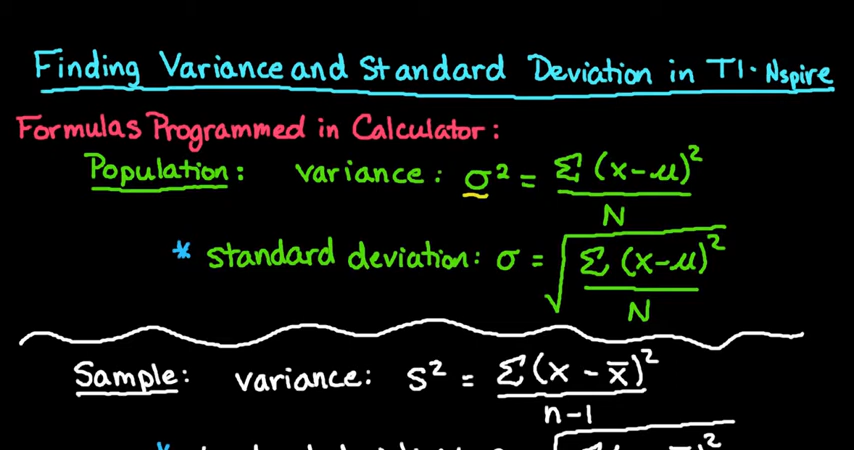 Finding Variance and Standard Deviation in TI-Nspire
Formulas Programmed in Calculator:
Population: variance: σ² = Σ(x-μ)² / N
* standard deviation: σ = √(Σ(x-μ)² / N)
Sample: variance: s² = Σ(x - x̄)² / n-1
*